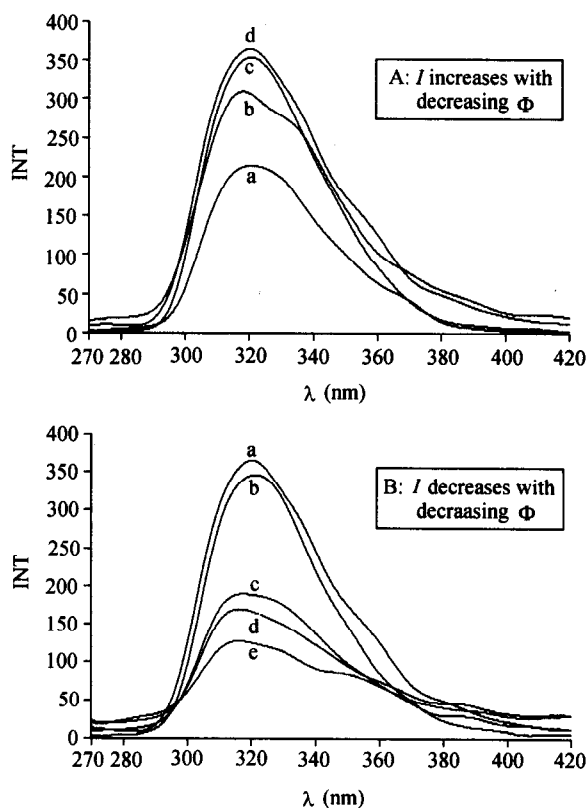 400
350
300
250
200
150
100
50
0
INT
d
c
b
a
A: I increases with
decreasing Φ
270 280 300 320 340 360 380 400 420
λ (nm)
400
350
300
250
200
150
100
50
0
INT
a
b
c
d
e
B: I decreases with
decraasing Φ
270 280 300 320 340 360 380 400 420
λ (nm)